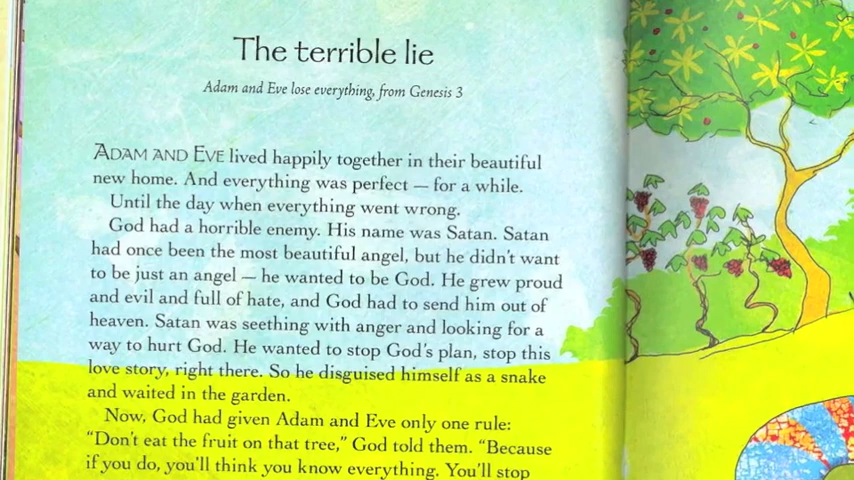 The terrible lie
Adam and Eve lose everything, from Genesis 3
ADAM AND EVE lived happily together in their beautiful
new home. And everything was perfect — for a while.
Until the day when everything went wrong.
God had a horrible enemy. His name was Satan. Satan
had once been the most beautiful angel, but he didn't want
to be just an angel — he wanted to be God. He grew proud
and evil and full of hate, and God had to send him out of
heaven. Satan was seething with anger and looking for a
way to hurt God. He wanted to stop God's plan, stop this
love story, right there. So he disguised himself as a snake
and waited in the garden.
Now, God had given Adam and Eve only one rule:
“Don't eat the fruit on that tree,” God told them. “Because
if you do, you'll think you know everything. You'll stop